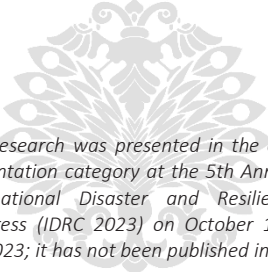 esearch was presented in the
ntation category at the 5th Ann
ational Disaster and Resilie
ress (IDRC 2023) on October 1
023; it has not been published in